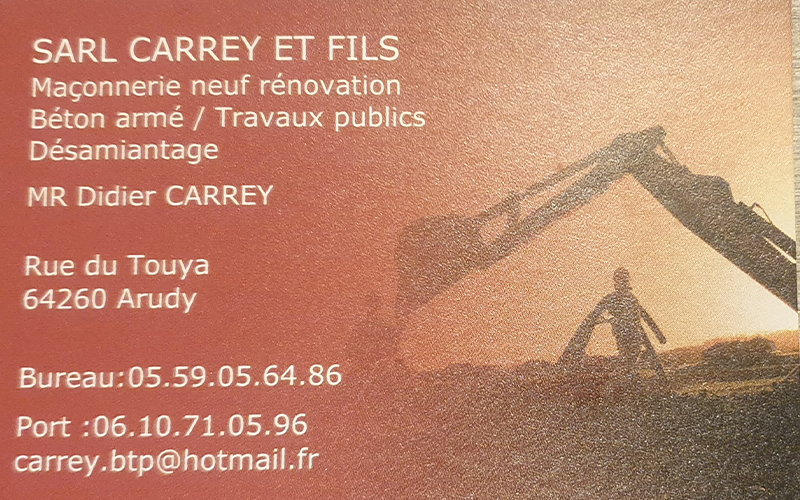 SARL CARREY ET FILS
Maçonnerie neuf rénovation
Béton armé / Travaux publics
Désamiantage
MR Didier CARREY
Rue du Touya
64260 Arudy
Bureau:05.59.05.64.86
Port :06.10.71.05.96
carrey.btp@hotmail.fr